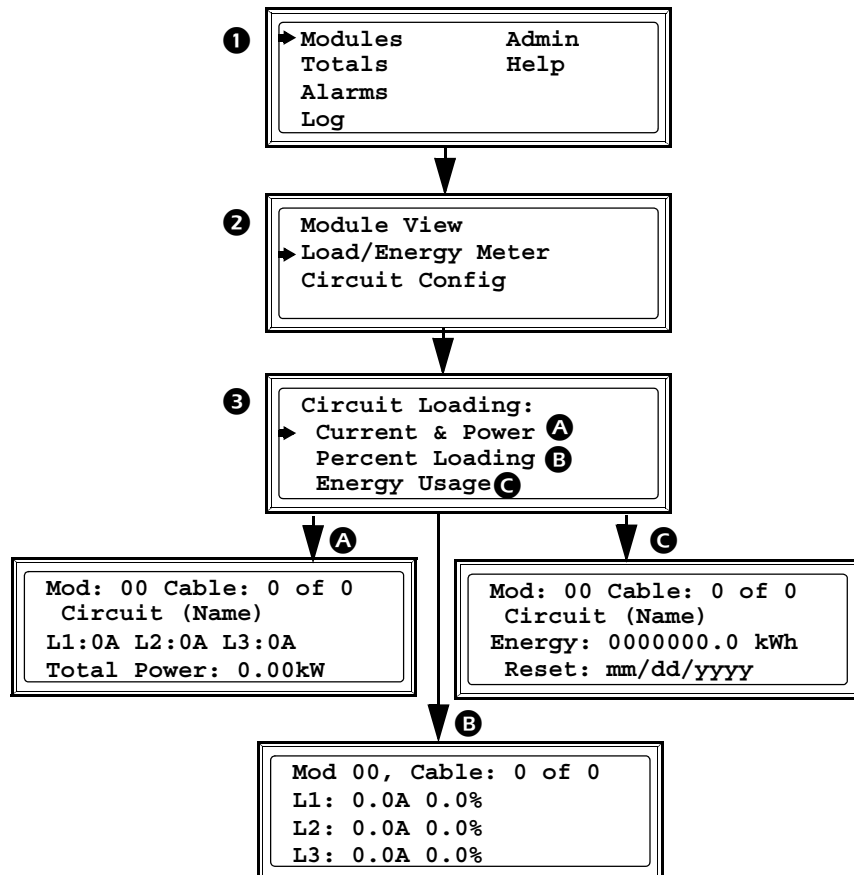 ❶
Modules Admin
Totals Help
Alarms
Log
❷
Module View
Load/Energy Meter
Circuit Config
❸
Circuit Loading:
Current & Power Ⓐ
Percent Loading Ⓑ
Energy Usage Ⓒ
Ⓐ
Mod: 00 Cable: 0 of 0
Circuit (Name)
L1:0A L2:0A L3:0A
Total Power: 0.00kW
Ⓒ
Mod: 00 Cable: 0 of 0
Circuit (Name)
Energy: 0000000.0 kWh
Reset: mm/dd/yyyy
Ⓑ
Mod 00, Cable: 0 of 0
L1: 0.0A 0.0%
L2: 0.0A 0.0%
L3: 0.0A 0.0%